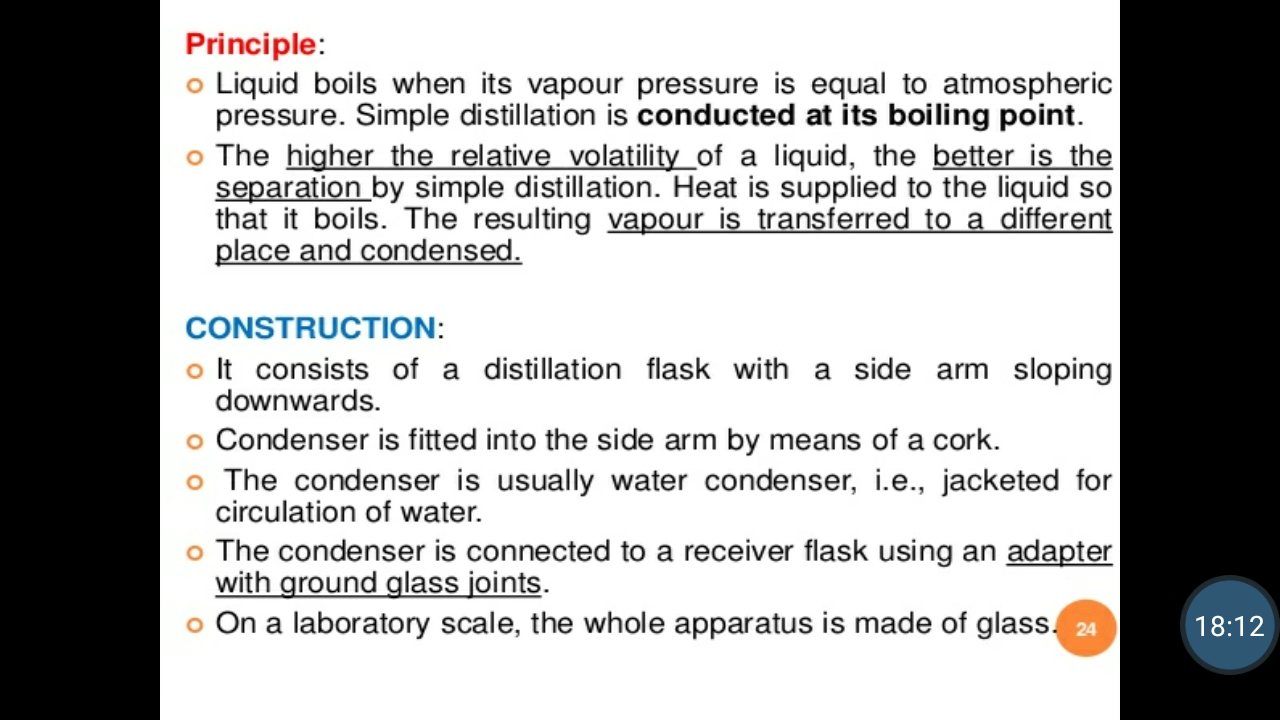 Principle:
o Liquid boils when its vapour pressure is equal to atmospheric
pressure. Simple distillation is conducted at its boiling point.
o The higher the relative volatility of a liquid, the better is the
separation by simple distillation. Heat is supplied to the liquid so
that it boils. The resulting vapour is transferred to a different
place and condensed.
CONSTRUCTION:
o It consists of a distillation flask with a side arm sloping
downwards.
o Condenser is fitted into the side arm by means of a cork.
o The condenser is usually water condenser, i.e., jacketed for
circulation of water.
o The condenser is connected to a receiver flask using an adapter
with ground glass joints.
o On a laboratory scale, the whole apparatus is made of glass.
24
18:12